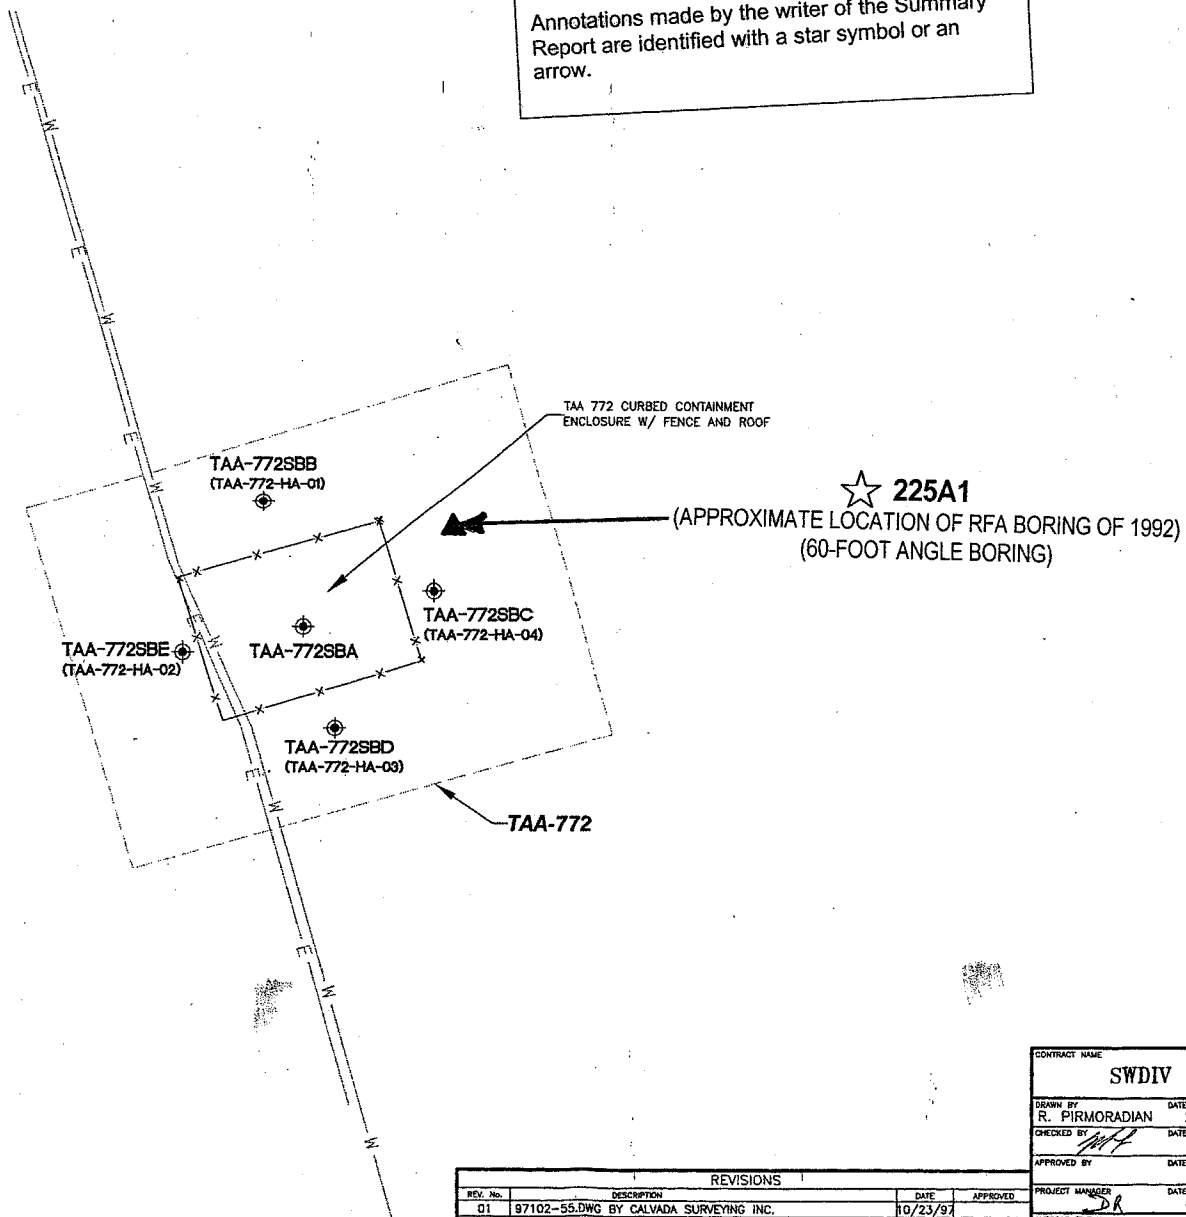 Annotations made by the writer of the Summary
Report are identified with a star symbol or an
arrow.
E
W
E
W
TAA 772 CURBED CONTAINMENT
ENCLOSURE W/ FENCE AND ROOF
E
TAA-772SBB
(TAA-772-HA-01)
W
225A1
(APPROXIMATE LOCATION OF RFA BORING OF 1992)
(60-FOOT ANGLE BORING)
TAA-772SBC
(TAA-772-HA-04)
E
W
TAA-772SBE
(TAA-772-HA-02)
TAA-772SBA
TAA-772SBD
(TAA-772-HA-03)
E
W
TAA-772
E
W
W
CONTRACT NAME
SWDIV
DRAWN BY
DATE
R. PIRMORADIAN
CHECKED BY
DATE
APPROVED BY
DATE
PROJECT MANAGER
DATE
DR
REVISIONS
REV. No. DESCRIPTION DATE APPROVED
01 97102-55.DWG BY CALVADA SURVEYING INC. 10/23/97